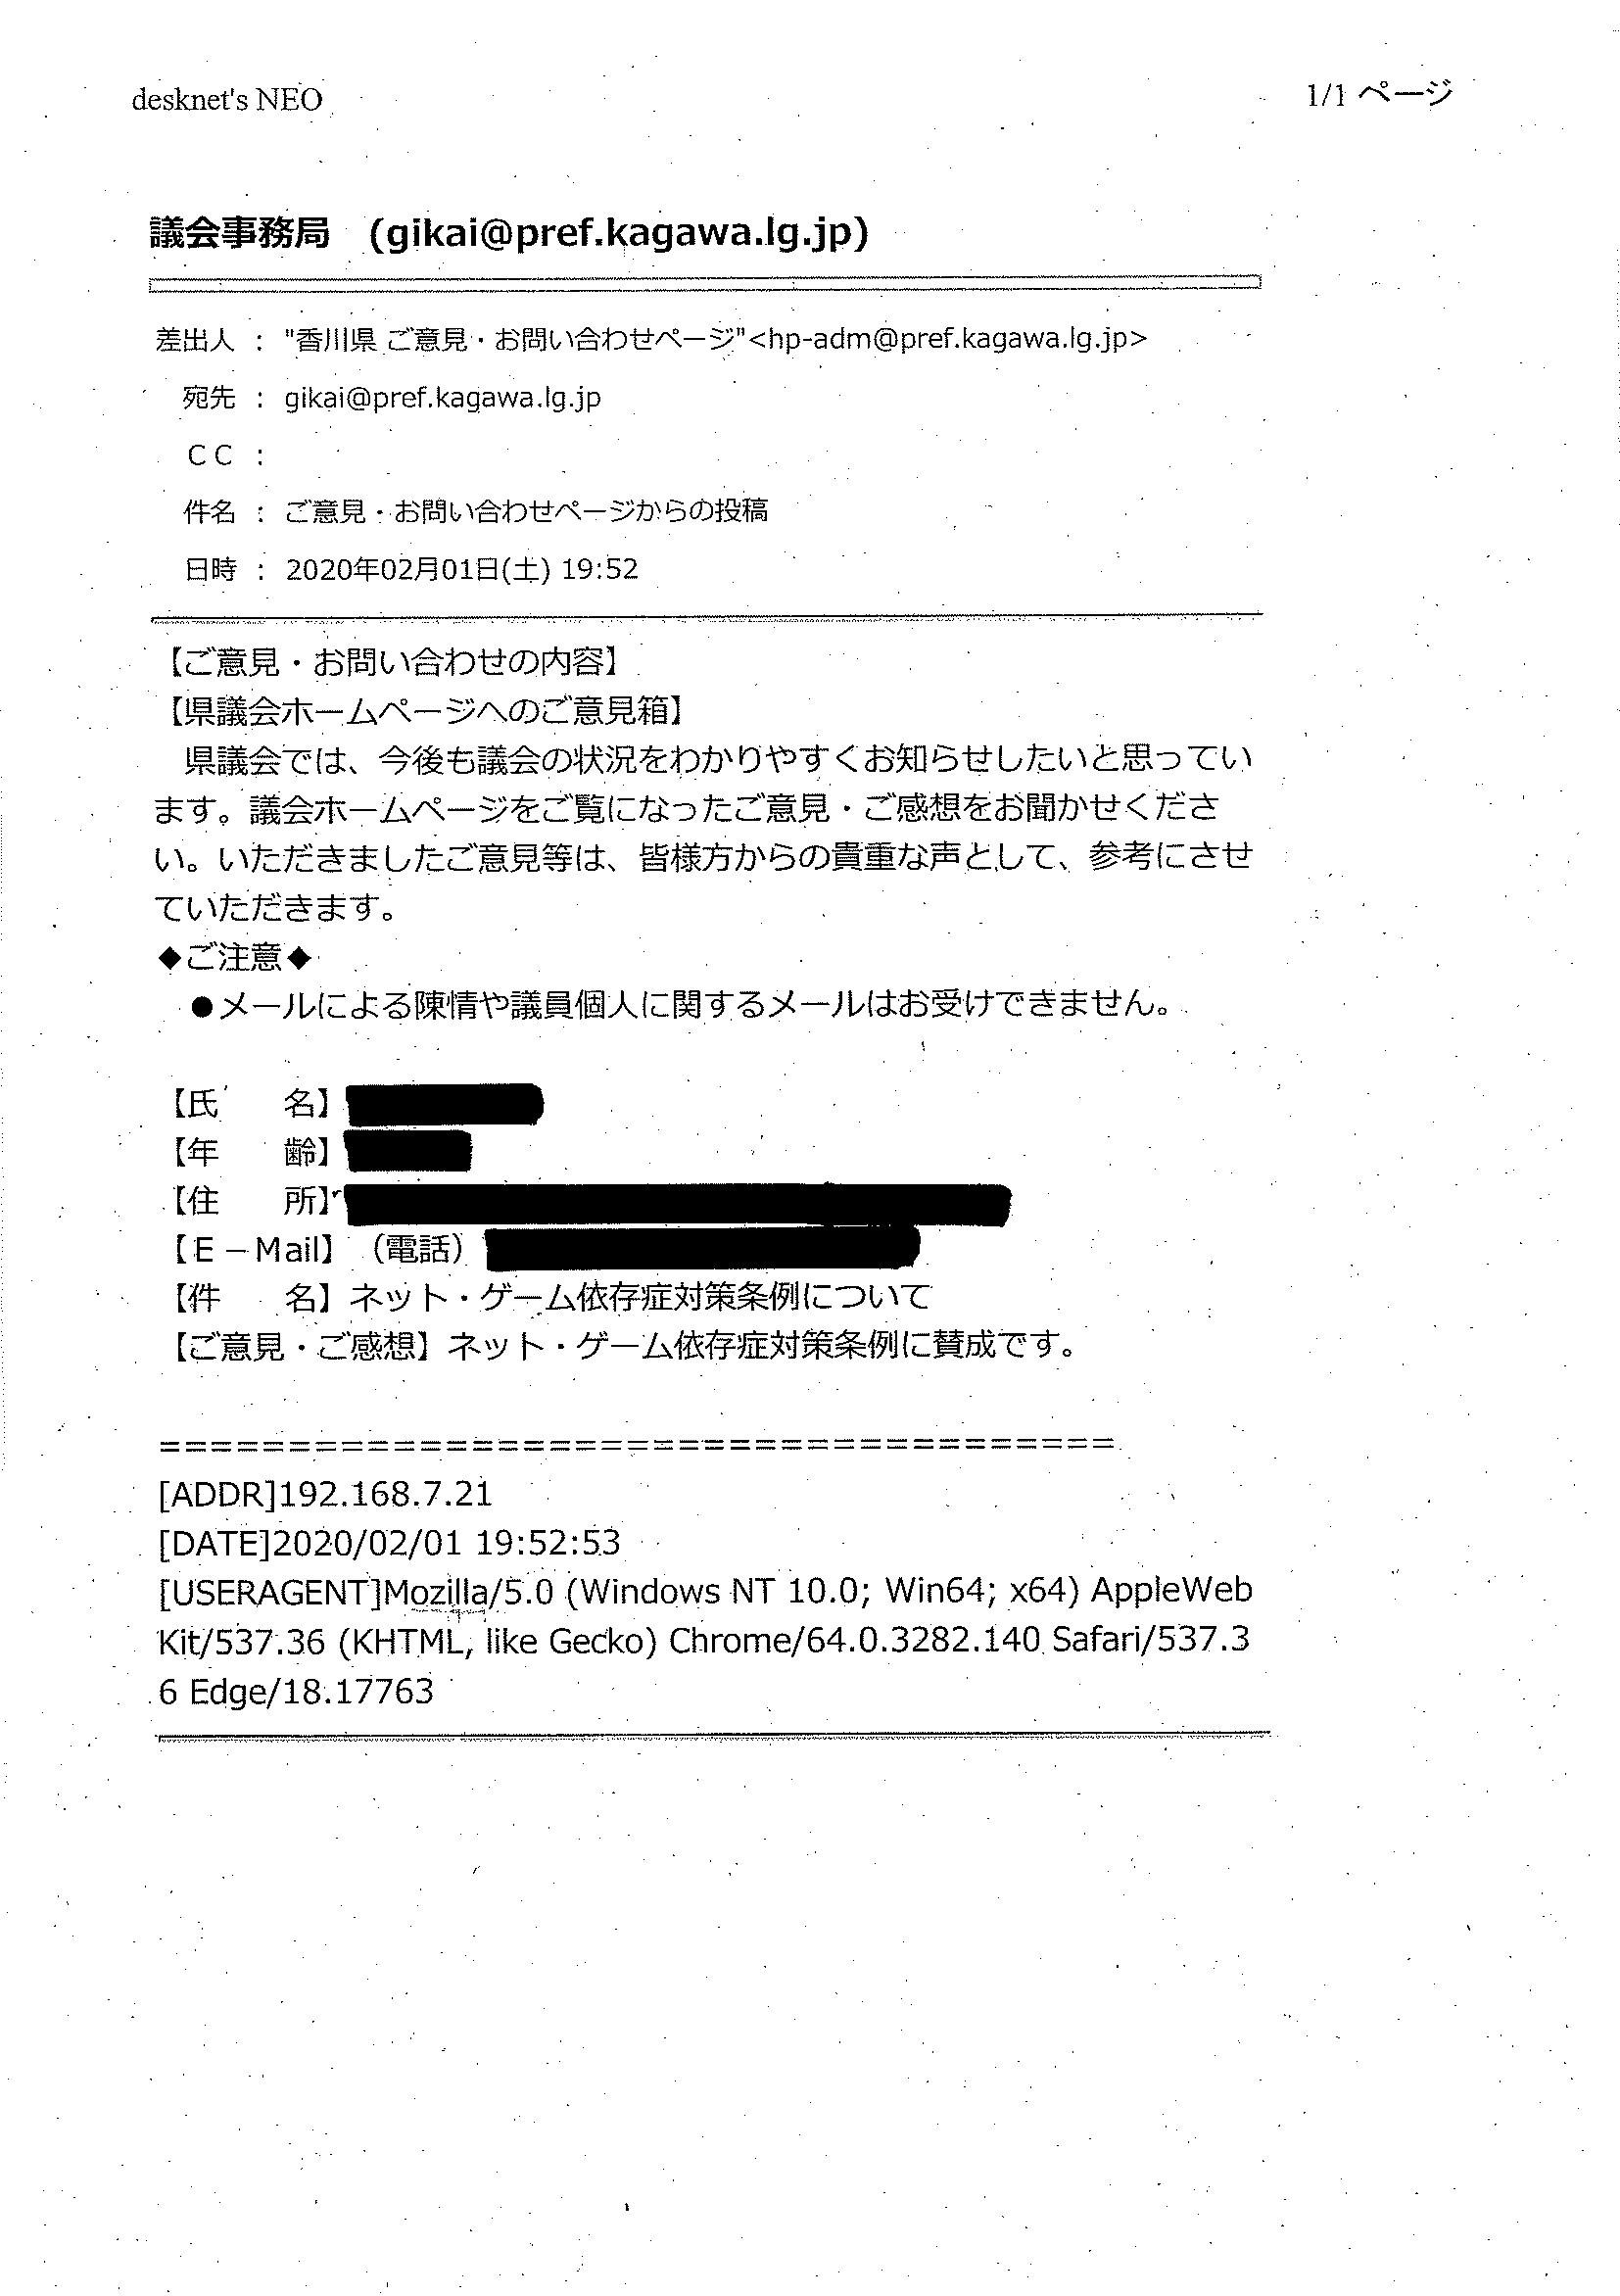 desknet's NEO
1/1 ページ
議会事務局　(gikai@pref.kagawa.lg.jp)
差出人 ： "香川県 ご意見・お問い合わせページ"<hp-adm@pref.kagawa.lg.jp>
宛先 ： gikai@pref.kagawa.lg.jp
ＣＣ ：
件名 ： ご意見・お問い合わせページからの投稿
日時 ： 2020年02月01日(土) 19:52
【ご意見・お問い合わせの内容】
【県議会ホームページへのご意見箱】
　県議会では、今後も議会の状況をわかりやすくお知らせしたいと思ってい
ます。議会ホームページをご覧になったご意見・ご感想をお聞かせくださ
い。いただきましたご意見等は、皆様方からの貴重な声として、参考にさせ
ていただきます。
◆ご注意◆
　●メールによる陳情や議員個人に関するメールはお受けできません。
【氏　　名】
【年　　齢】
【住　　所】
【Ｅ－Mail】（電話）
【件　　名】ネット・ゲーム依存症対策条例について
【ご意見・ご感想】ネット・ゲーム依存症対策条例に賛成です。
=====================================
[ADDR]192.168.7.21
[DATE]2020/02/01 19:52:53
[USERAGENT]Mozilla/5.0 (Windows NT 10.0; Win64; x64) AppleWeb
Kit/537.36 (KHTML, like Gecko) Chrome/64.0.3282.140 Safari/537.3
6 Edge/18.17763